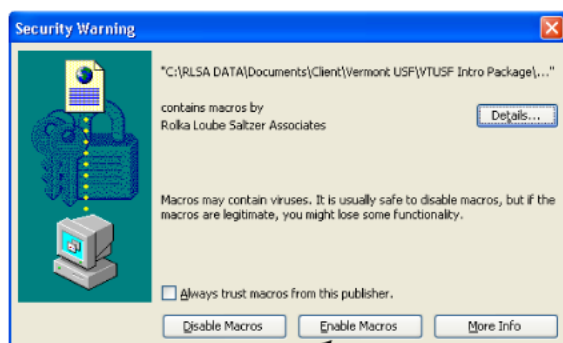 Security Warning
"C:\RLSA DATA\Documents\Client\Vermont USF\VTUSF Intro Package\..."
contains macros by
Rolka Loube Saltzer Associates
Details...
Macros may contain viruses. It is usually safe to disable macros, but if the
macros are legitimate, you might lose some functionality.
Always trust macros from this publisher.
Disable Macros
Enable Macros
More Info